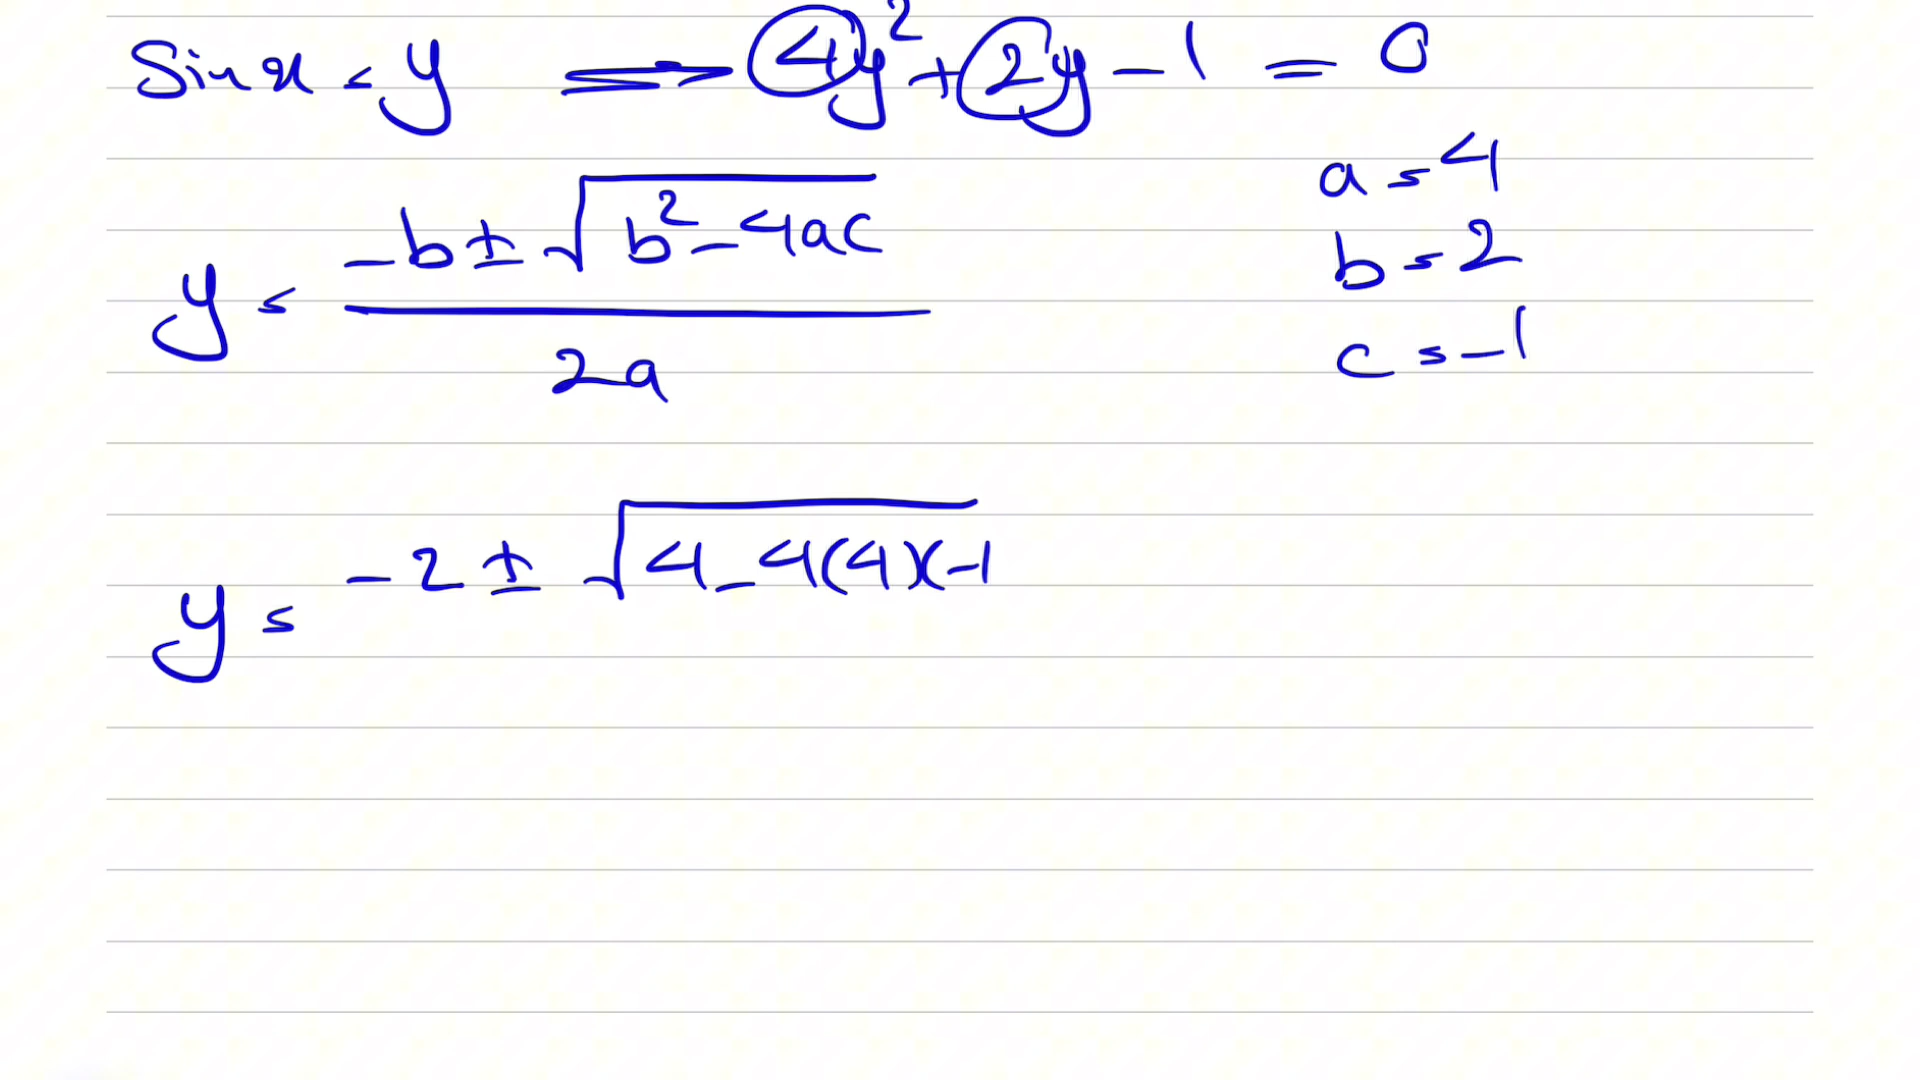 Sin x = y ⟹ 4y² + 2y - 1 = 0
a = 4
y = (-b ± √(b² - 4ac)) / 2a
b = 2
c = -1
y = -2 ± √4 - 4(4)(-1